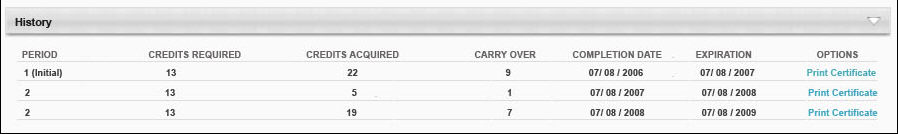 History
PERIOD CREDITS REQUIRED CREDITS ACQUIRED CARRY OVER COMPLETION DATE EXPIRATION OPTIONS
1 (Initial) 13 22 9 07/ 08 / 2006 07/ 08 / 2007 Print Certificate
2 13 5 1 07/ 08 / 2007 07/ 08 / 2008 Print Certificate
2 13 19 7 07/ 08 / 2008 07/ 08 / 2009 Print Certificate